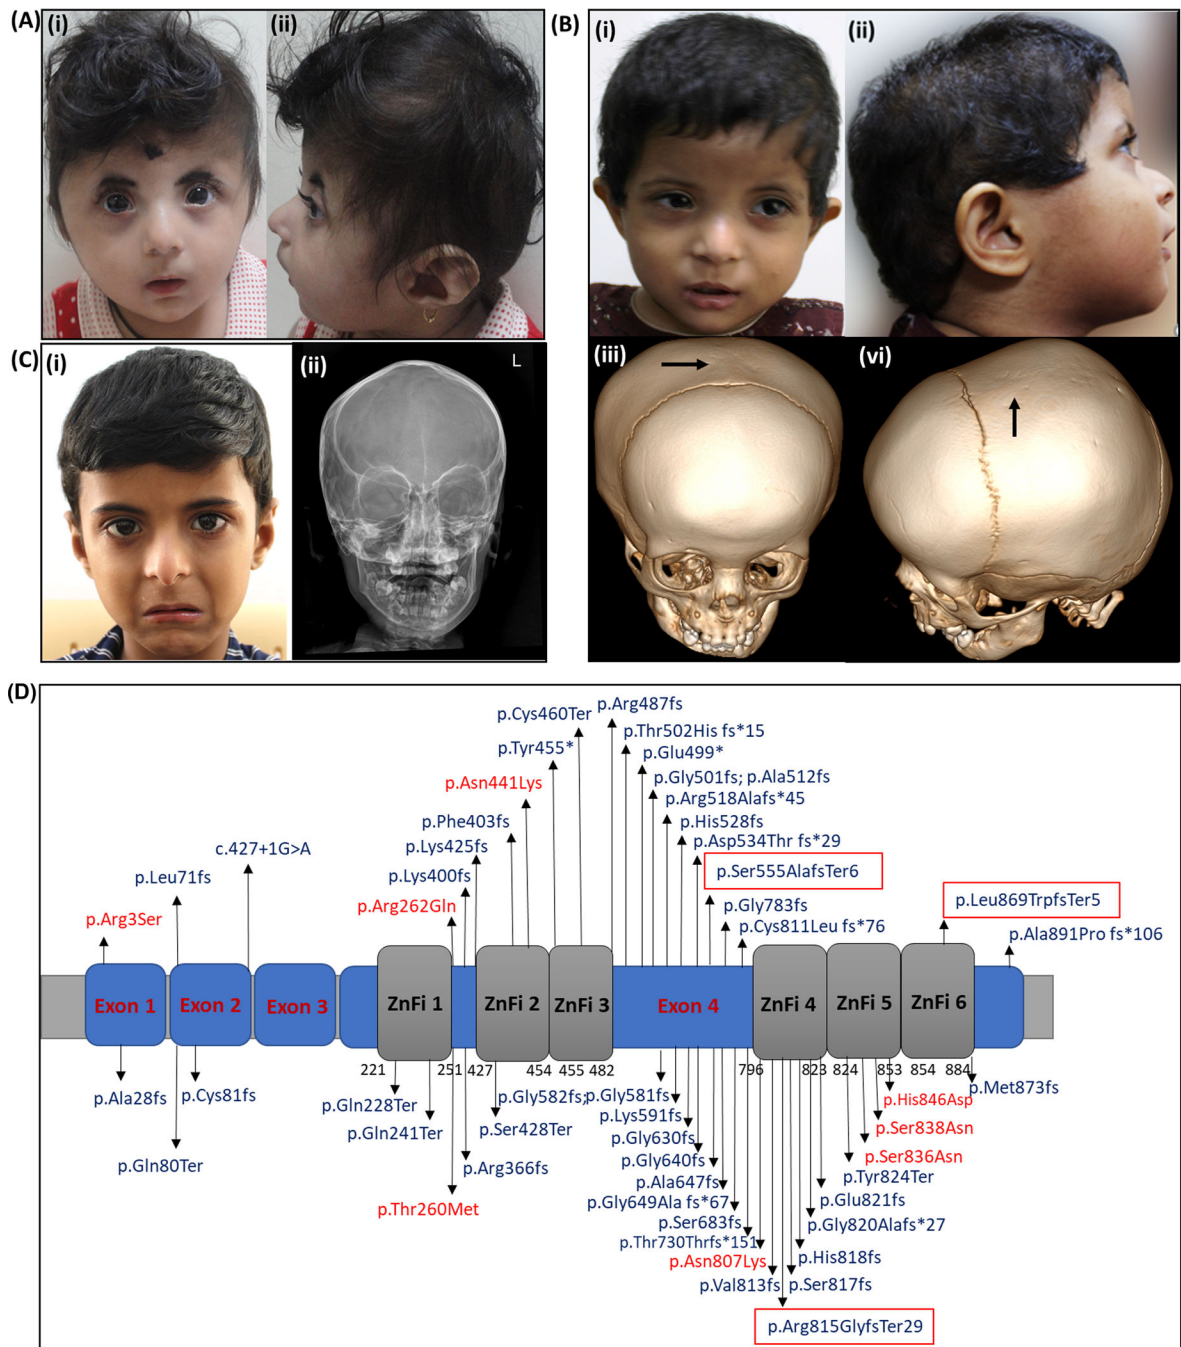 (A) (i) (ii) (B) (i) (ii)
(C) (i) (ii) L (iii) (vi)
(D)
p.Arg487fs
p.Cys460Ter
p.Thr502His fs*15
p.Tyr455*
p.Glu499*
p.Asn441Lys
p.Gly501fs; p.Ala512fs
p.Arg518Alafs*45
p.Phe403fs
p.His528fs
p.Lys425fs
p.Asp534Thr fs*29
c.427+1G>A
p.Leu71fs
p.Lys400fs
p.Ser555AlafsTer6
p.Arg3Ser
p.Arg262Gln
p.Gly783fs
p.Leu869TrpfsTer5
p.Cys811Leu fs*76
p.Ala891Pro fs*106
Exon 1 Exon 2 Exon 3 ZnFi 1 ZnFi 2 ZnFi 3 Exon 4 ZnFi 4 ZnFi 5 ZnFi 6
221 251 427 454 455 482 796 823 824 853 854 884
p.Ala28fs
p.Cys81fs
p.Gln228Ter
p.Gly582fs;p.Gly581fs
p.Met873fs
p.His846Asp
p.Gln241Ter
p.Ser428Ter
p.Lys591fs
p.Ser838Asn
p.Gln80Ter
p.Arg366fs
p.Gly630fs
p.Ser836Asn
p.Gly640fs
p.Tyr824Ter
p.Ala647fs
p.Glu821fs
p.Thr260Met
p.Gly649Ala fs*67
p.Ser683fs
p.Gly820Alafs*27
p.Thr730Thrfs*151
p.Asn807Lys
p.His818fs
p.Val813fs
p.Ser817fs
p.Arg815GlyfsTer29